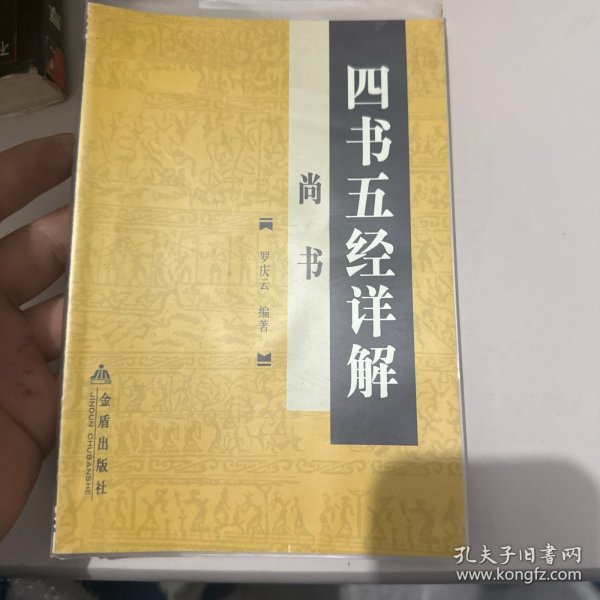 四书五经详解
尚书
罗庆云 编著
金盾出版社
JINDUN CHUBANSHE
孔夫子旧書网
www.kongfz.com